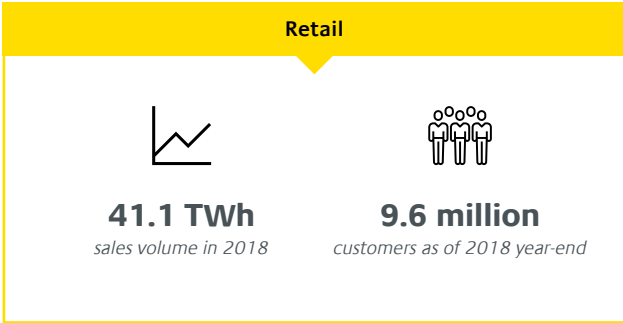 Retail
41.1 TWh
sales volume in 2018
9.6 million
customers as of 2018 year-end